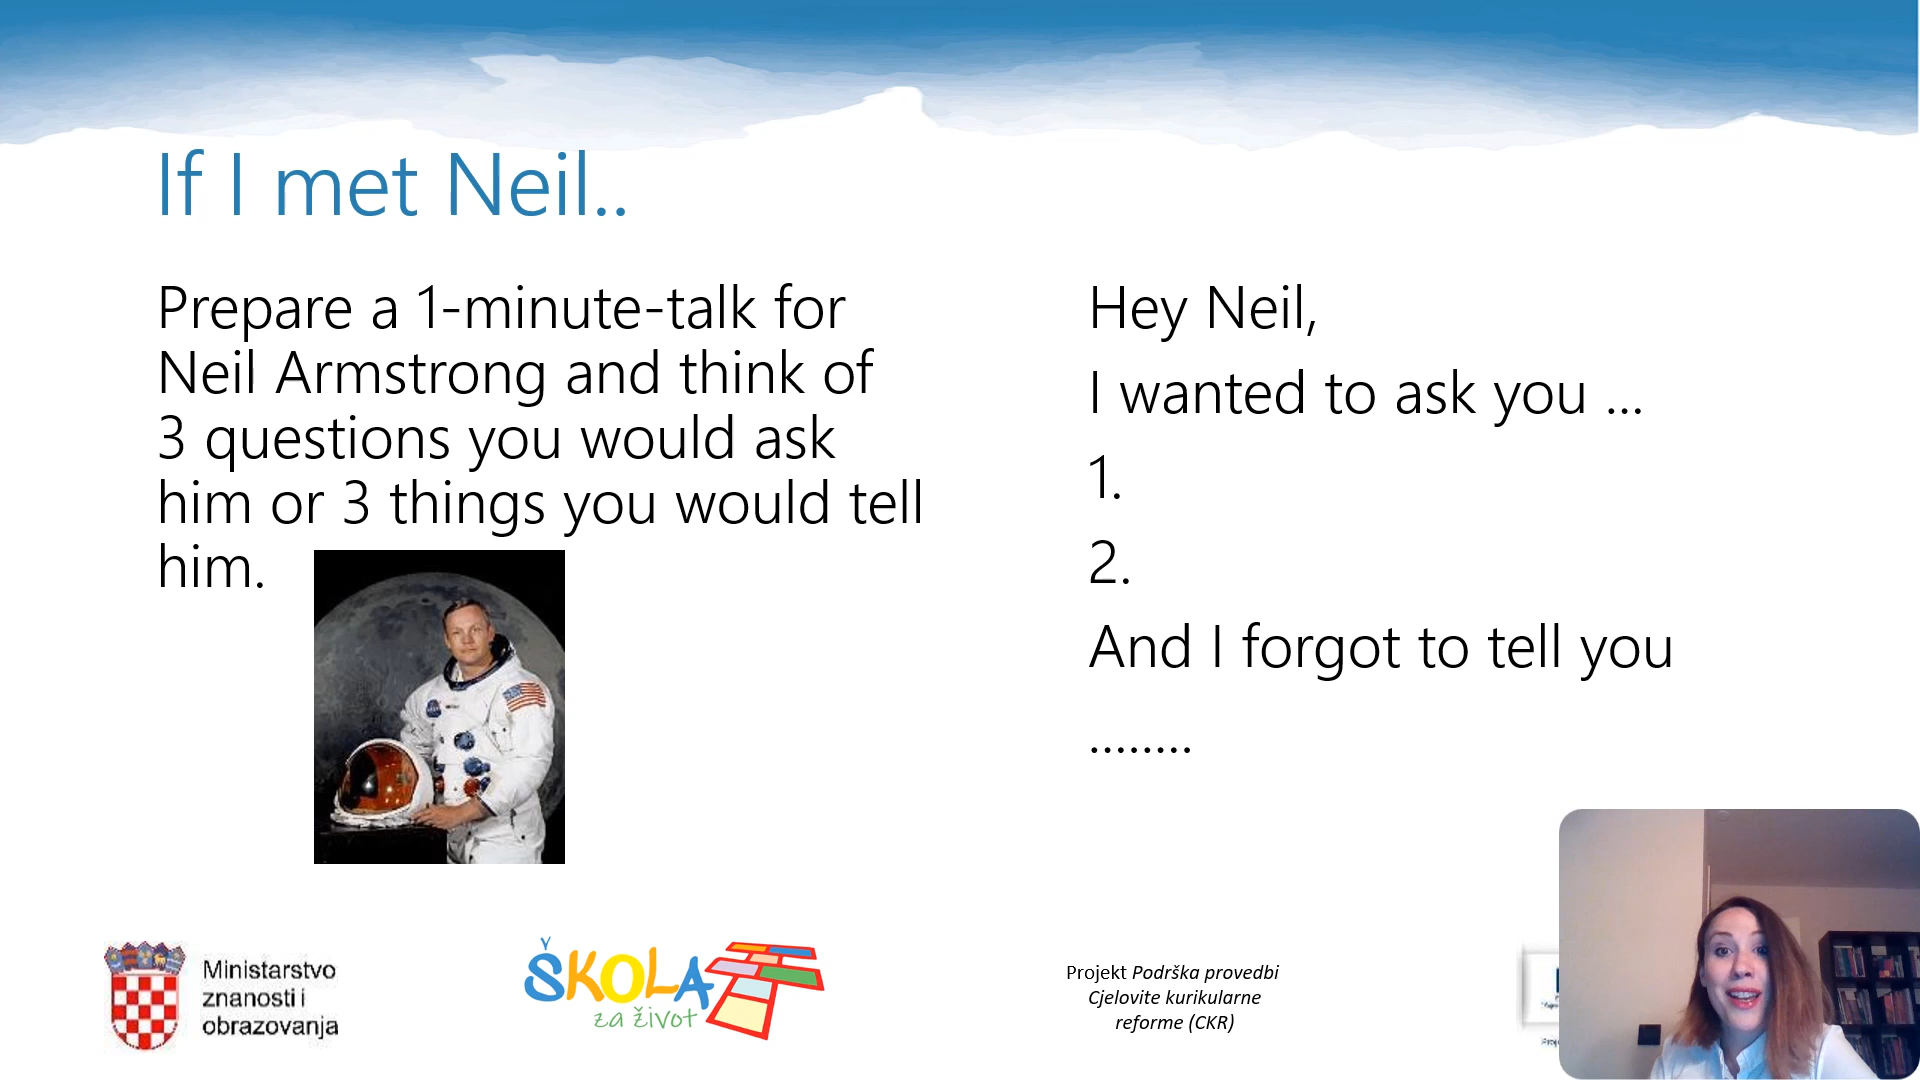 If I met Neil..
Prepare a 1-minute-talk for
Neil Armstrong and think of
3 questions you would ask
him or 3 things you would tell
him.
Hey Neil,
I wanted to ask you ...
1.
2.
And I forgot to tell you
........
Ministarstvo
znanosti i
obrazovanja
ŠKOLA
za život
Projekt Podrška provedbi
Cjelovite kurikularne
reforme (CKR)